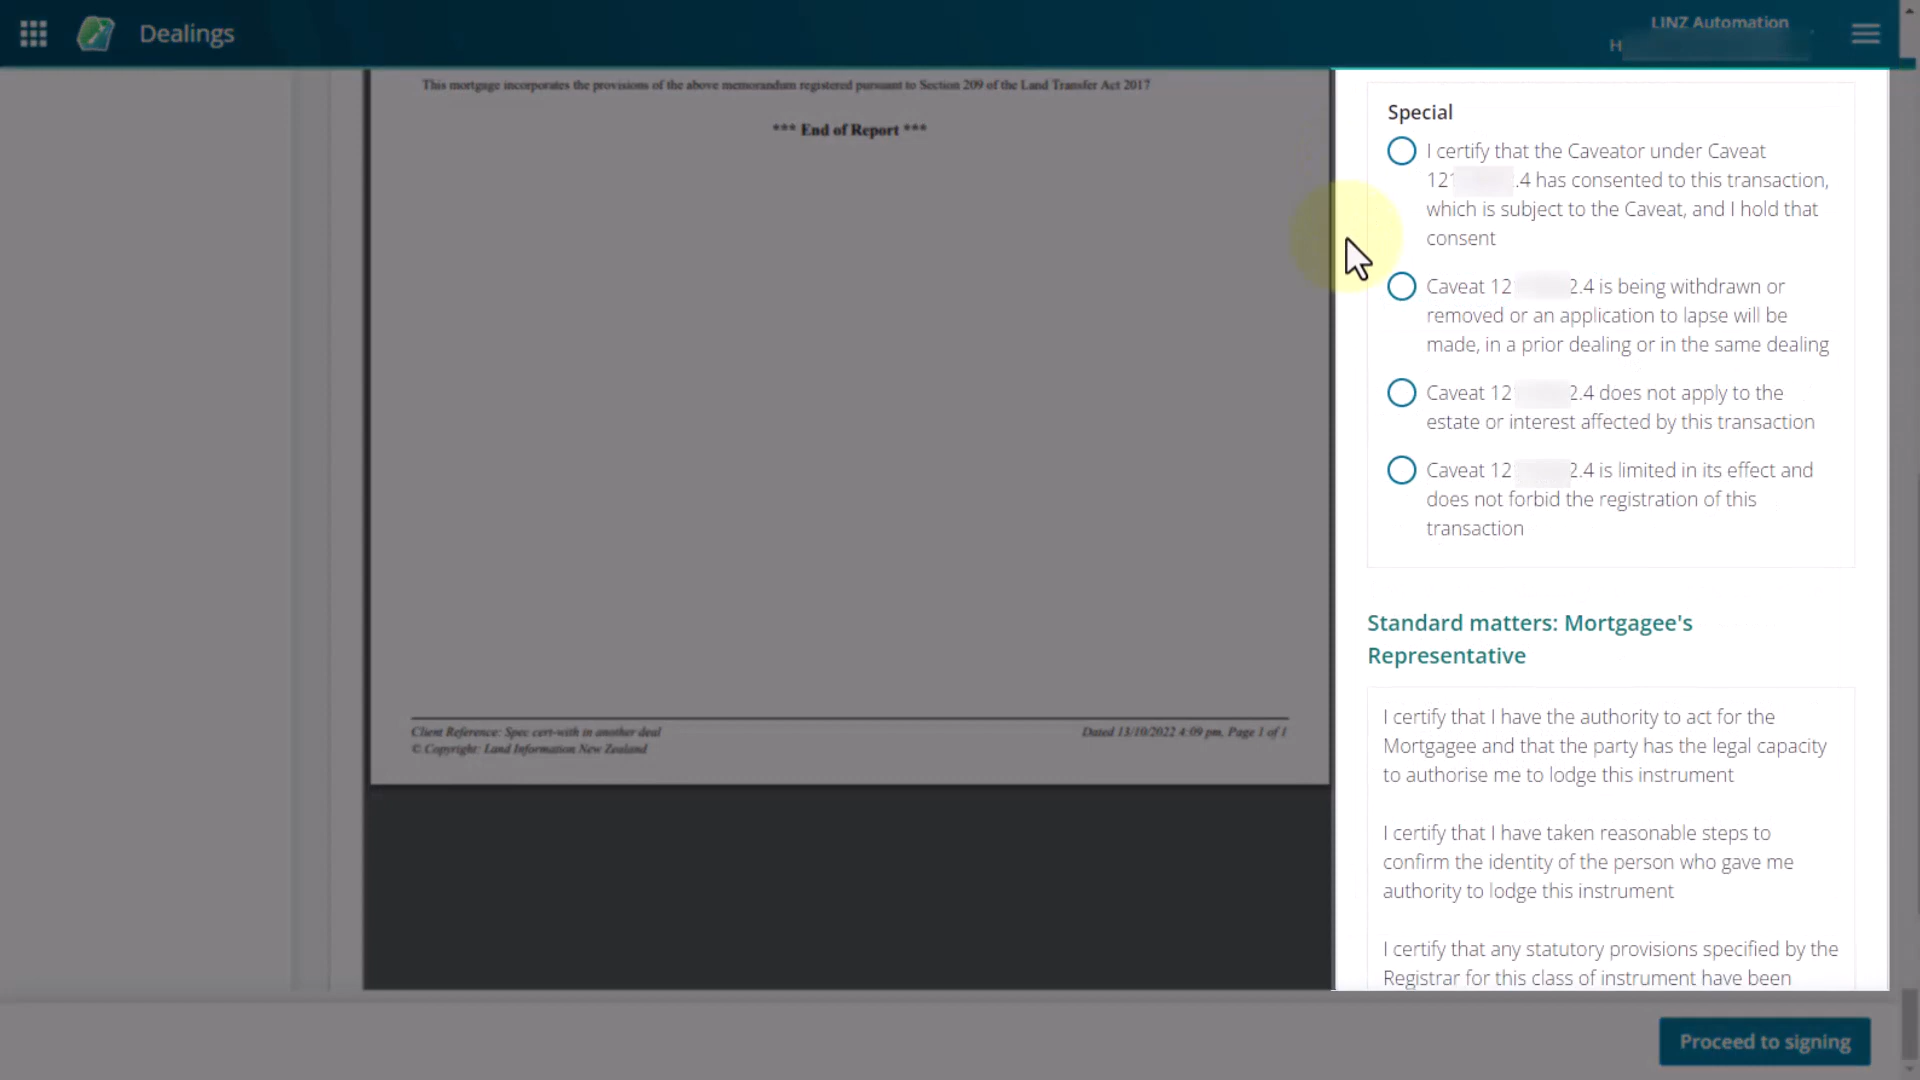 Dealings
LINZ Automation
H
This mortgage incorporates the provisions of the above memorandum registered pursuant to Section 209 of the Land Transfer Act 2017
*** End of Report ***
Client Reference: Spec cert-with in another deal
© Copyright: Land Information New Zealand
Dated 13/10/2022 4:09 pm, Page 1 of 1
Special
I certify that the Caveator under Caveat
12 .4 has consented to this transaction,
which is subject to the Caveat, and I hold that
consent
Caveat 12 2.4 is being withdrawn or
removed or an application to lapse will be
made, in a prior dealing or in the same dealing
Caveat 12 2.4 does not apply to the
estate or interest affected by this transaction
Caveat 12 2.4 is limited in its effect and
does not forbid the registration of this
transaction
Standard matters: Mortgagee's
Representative
I certify that I have the authority to act for the
Mortgagee and that the party has the legal capacity
to authorise me to lodge this instrument
I certify that I have taken reasonable steps to
confirm the identity of the person who gave me
authority to lodge this instrument
I certify that any statutory provisions specified by the
Registrar for this class of instrument have been
Proceed to signing